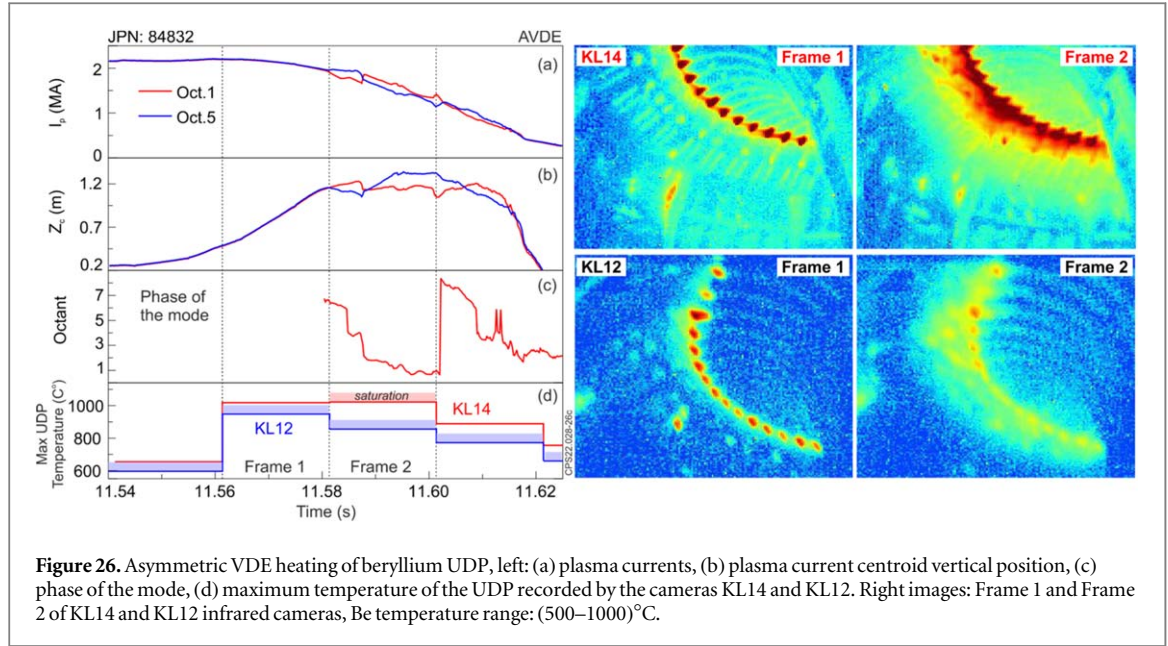 JPN: 84832
AVDE
(a)
2
1
0
Ip (MA)
Oct.1
Oct.5
(b)
1.2
0.7
0.2
Zc (m)
(c)
Phase of
the mode
7
5
3
1
Octant
(d)
saturation
KL14
KL12
1000
800
600
Max UDP
Temperature (C°)
Frame 1
Frame 2
CPS22.028-26c
11.54
11.56
11.58
11.60
11.62
Time (s)
KL14
Frame 1
Frame 2
KL12
Frame 1
Frame 2
Figure 26. Asymmetric VDE heating of beryllium UDP, left: (a) plasma currents, (b) plasma current centroid vertical position, (c)
phase of the mode, (d) maximum temperature of the UDP recorded by the cameras KL14 and KL12. Right images: Frame 1 and Frame
2 of KL14 and KL12 infrared cameras, Be temperature range: (500–1000)°C.